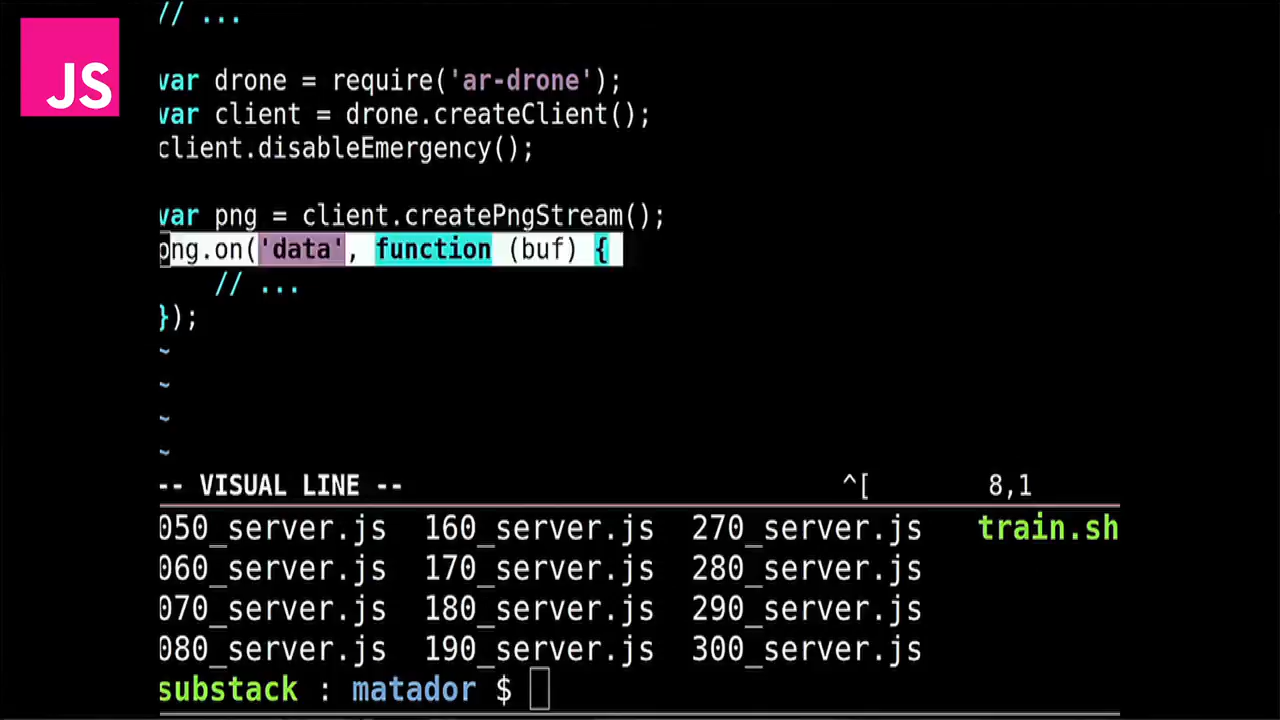 JS
// ...
var drone = require('ar-drone');
var client = drone.createClient();
client.disableEmergency();
var png = client.createPngStream();
png.on('data', function (buf) {
// ...
});
~
~
~
~
-- VISUAL LINE -- ^[ 8,1
050_server.js 160_server.js 270_server.js train.sh
060_server.js 170_server.js 280_server.js
070_server.js 180_server.js 290_server.js
080_server.js 190_server.js 300_server.js
substack : matador $